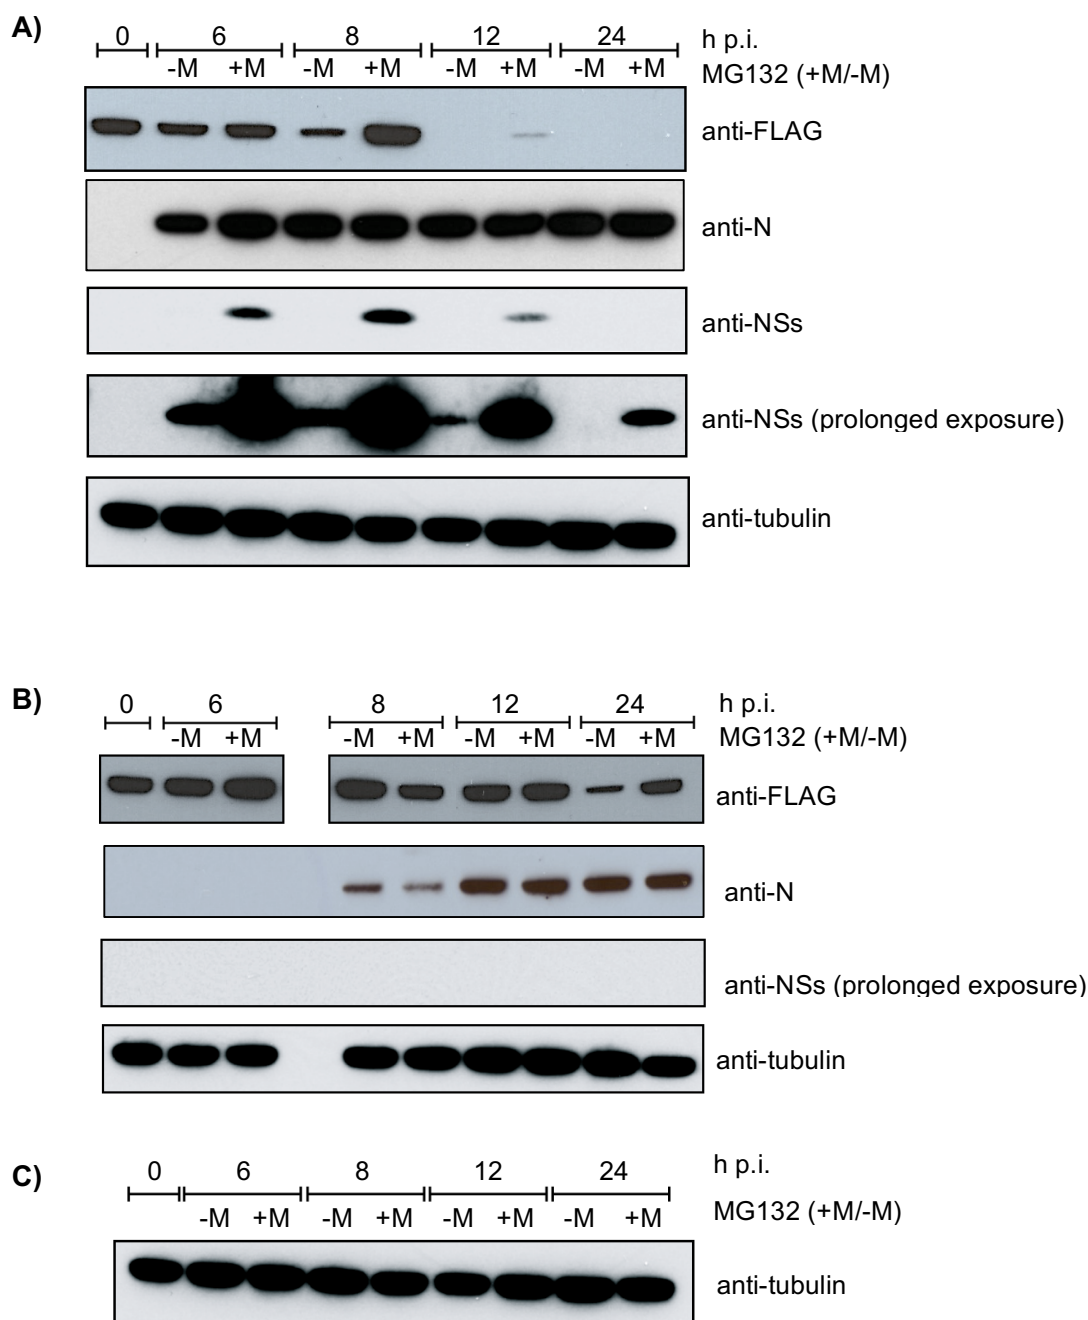 A)
0 6 8 12 24 h p.i.
-M +M -M +M -M +M -M +M MG132 (+M/-M)
anti-FLAG
anti-N
anti-NSs
anti-NSs (prolonged exposure)
anti-tubulin
B)
0 6 8 12 24 h p.i.
-M +M -M +M -M +M -M +M MG132 (+M/-M)
anti-FLAG
anti-N
anti-NSs (prolonged exposure)
anti-tubulin
C)
0 6 8 12 24 h p.i.
-M +M -M +M -M +M -M +M MG132 (+M/-M)
anti-tubulin